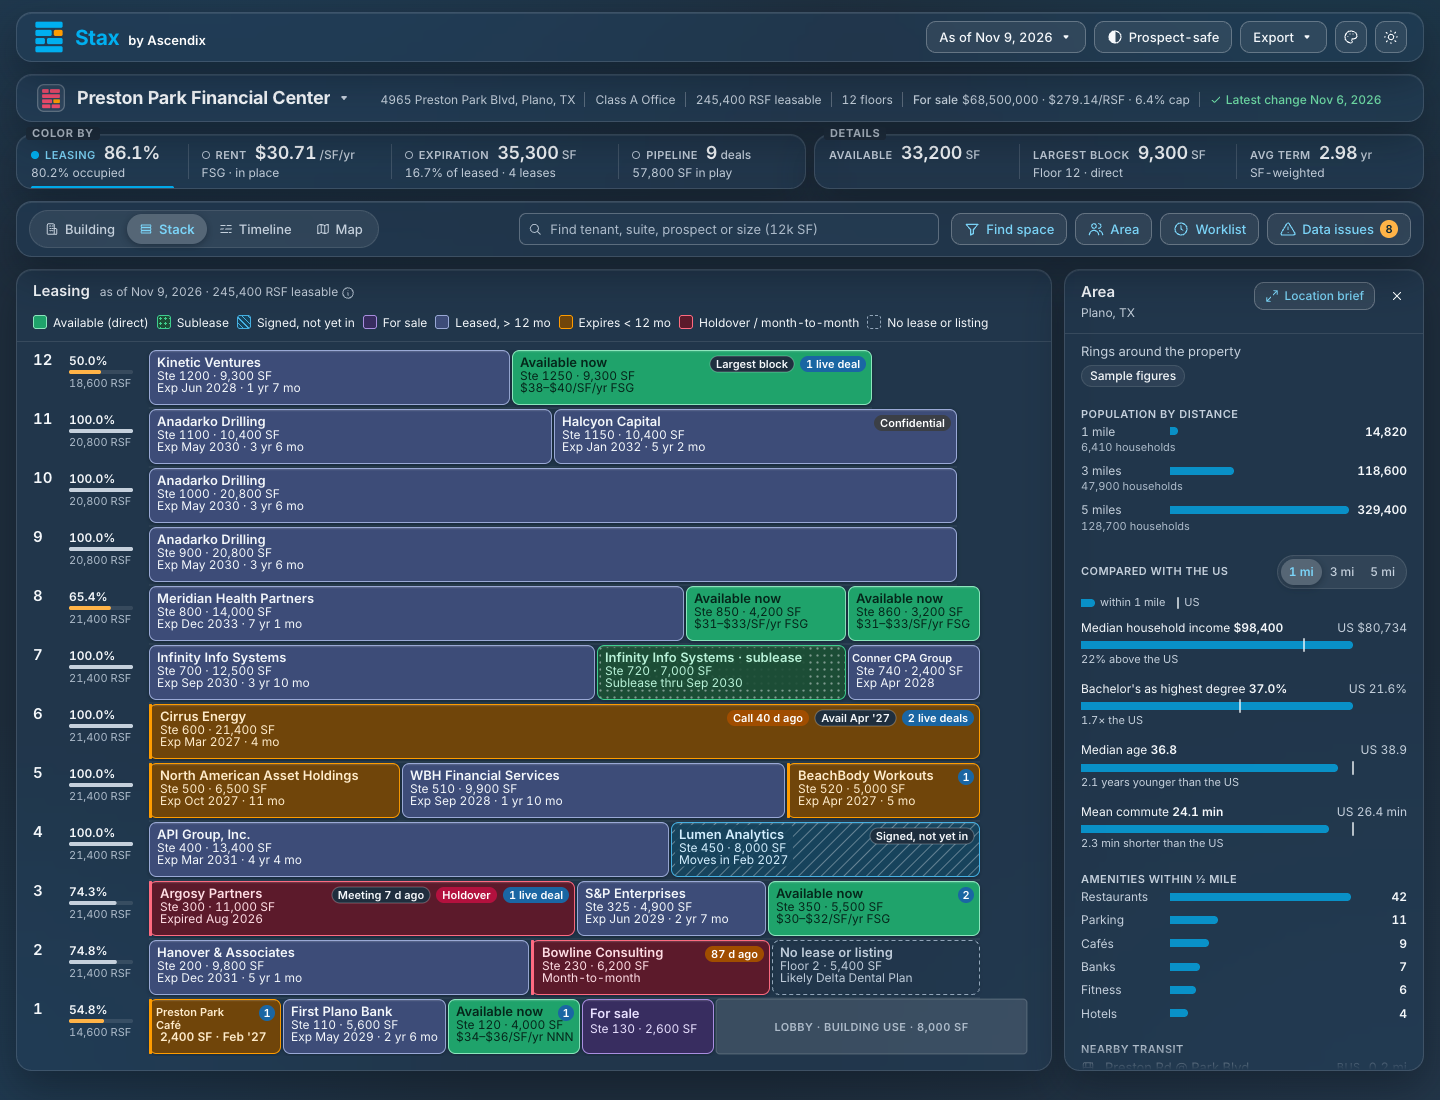 Stax by Ascendix
As of Nov 9, 2026
Prospect-safe
Export
Preston Park Financial Center
4965 Preston Park Blvd, Plano, TX
Class A Office
245,400 RSF leasable
12 floors
For sale $68,500,000 · $279.14/RSF · 6.4% cap
Latest change Nov 6, 2026
COLOR BY
LEASING 86.1%
80.2% occupied
RENT $30.71 /SF/yr
FSG · in place
EXPIRATION 35,300 SF
16.7% of leased · 4 leases
PIPELINE 9 deals
57,800 SF in play
DETAILS
AVAILABLE 33,200 SF
LARGEST BLOCK 9,300 SF
Floor 12 · direct
AVG TERM 2.98 yr
SF-weighted
Building
Stack
Timeline
Map
Find tenant, suite, prospect or size (12k SF)
Find space
Area
Worklist
Data issues 8
Leasing as of Nov 9, 2026 · 245,400 RSF leasable
Available (direct)
Sublease
Signed, not yet in
For sale
Leased, > 12 mo
Expires < 12 mo
Holdover / month-to-month
No lease or listing
12
50.0%
18,600 RSF
Kinetic Ventures
Ste 1200 · 9,300 SF
Exp Jun 2028 · 1 yr 7 mo
Available now
Ste 1250 · 9,300 SF
$38–$40/SF/yr FSG
Largest block
1 live deal
11
100.0%
20,800 RSF
Anadarko Drilling
Ste 1100 · 10,400 SF
Exp May 2030 · 3 yr 6 mo
Halcyon Capital
Ste 1150 · 10,400 SF
Exp Jan 2032 · 5 yr 2 mo
Confidential
10
100.0%
20,800 RSF
Anadarko Drilling
Ste 1000 · 20,800 SF
Exp May 2030 · 3 yr 6 mo
9
100.0%
20,800 RSF
Anadarko Drilling
Ste 900 · 20,800 SF
Exp May 2030 · 3 yr 6 mo
8
65.4%
21,400 RSF
Meridian Health Partners
Ste 800 · 14,000 SF
Exp Dec 2033 · 7 yr 1 mo
Available now
Ste 850 · 4,200 SF
$31–$33/SF/yr FSG
Available now
Ste 860 · 3,200 SF
$31–$33/SF/yr FSG
7
100.0%
21,400 RSF
Infinity Info Systems
Ste 700 · 12,500 SF
Exp Sep 2030 · 3 yr 10 mo
Infinity Info Systems · sublease
Ste 720 · 7,000 SF
Sublease thru Sep 2030
Conner CPA Group
Ste 740 · 2,400 SF
Exp Apr 2028
6
100.0%
21,400 RSF
Cirrus Energy
Ste 600 · 21,400 SF
Exp Mar 2027 · 4 mo
Call 40 d ago
Avail Apr '27
2 live deals
5
100.0%
21,400 RSF
North American Asset Holdings
Ste 500 · 6,500 SF
Exp Oct 2027 · 11 mo
WBH Financial Services
Ste 510 · 9,900 SF
Exp Sep 2028 · 1 yr 10 mo
BeachBody Workouts
Ste 520 · 5,000 SF
Exp Apr 2027 · 5 mo
1
4
100.0%
21,400 RSF
API Group, Inc.
Ste 400 · 13,400 SF
Exp Mar 2031 · 4 yr 4 mo
Lumen Analytics
Ste 450 · 8,000 SF
Moves in Feb 2027
Signed, not yet in
3
74.3%
21,400 RSF
Argosy Partners
Ste 300 · 11,000 SF
Expired Aug 2026
Meeting 7 d ago
Holdover
1 live deal
S&P Enterprises
Ste 325 · 4,900 SF
Exp Jun 2029 · 2 yr 7 mo
Available now
Ste 350 · 5,500 SF
$30–$32/SF/yr FSG
2
2
74.8%
21,400 RSF
Hanover & Associates
Ste 200 · 9,800 SF
Exp Dec 2031 · 5 yr 1 mo
Bowline Consulting
Ste 230 · 6,200 SF
Month-to-month
87 d ago
No lease or listing
Floor 2 · 5,400 SF
Likely Delta Dental Plan
1
54.8%
14,600 RSF
Preston Park
Café
2,400 SF · Feb '27
1
First Plano Bank
Ste 110 · 5,600 SF
Exp May 2029 · 2 yr 6 mo
Available now
Ste 120 · 4,000 SF
$34–$36/SF/yr NNN
1
For sale
Ste 130 · 2,600 SF
LOBBY · BUILDING USE · 8,000 SF
Area
Plano, TX
Location brief
Rings around the property
Sample figures
POPULATION BY DISTANCE
1 mile 14,820
6,410 households
3 miles 118,600
47,900 households
5 miles 329,400
128,700 households
COMPARED WITH THE US
1 mi 3 mi 5 mi
within 1 mile US
Median household income $98,400 US $80,734
22% above the US
Bachelor's as highest degree 37.0% US 21.6%
1.7× the US
Median age 36.8 US 38.9
2.1 years younger than the US
Mean commute 24.1 min US 26.4 min
2.3 min shorter than the US
AMENITIES WITHIN ½ MILE
Restaurants 42
Parking 11
Cafés 9
Banks 7
Fitness 6
Hotels 4
NEARBY TRANSIT
Preston Rd @ Park Blvd BUS 0.2 mi